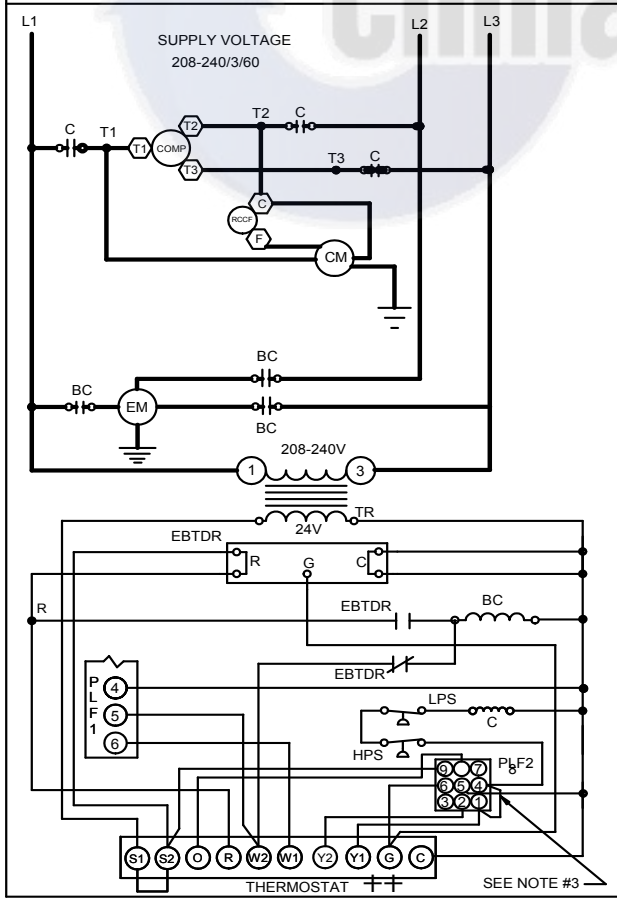 L1
L2
L3
SUPPLY VOLTAGE
208-240/3/60
C
T1
T2
C
T3
C
T1
COMP
T2
T3
C
RCCF
F
CM
BC
BC
EM
BC
208-240V
1
3
TR
24V
EBTDR
R
G
C
R
EBTDR
BC
EBTDR
PLF1
4
5
6
LPS
C
HPS
PLF2
9
8
7
6
5
4
3
2
1
S1
S2
O
R
W2
W1
Y2
Y1
G
C
THERMOSTAT
SEE NOTE #3